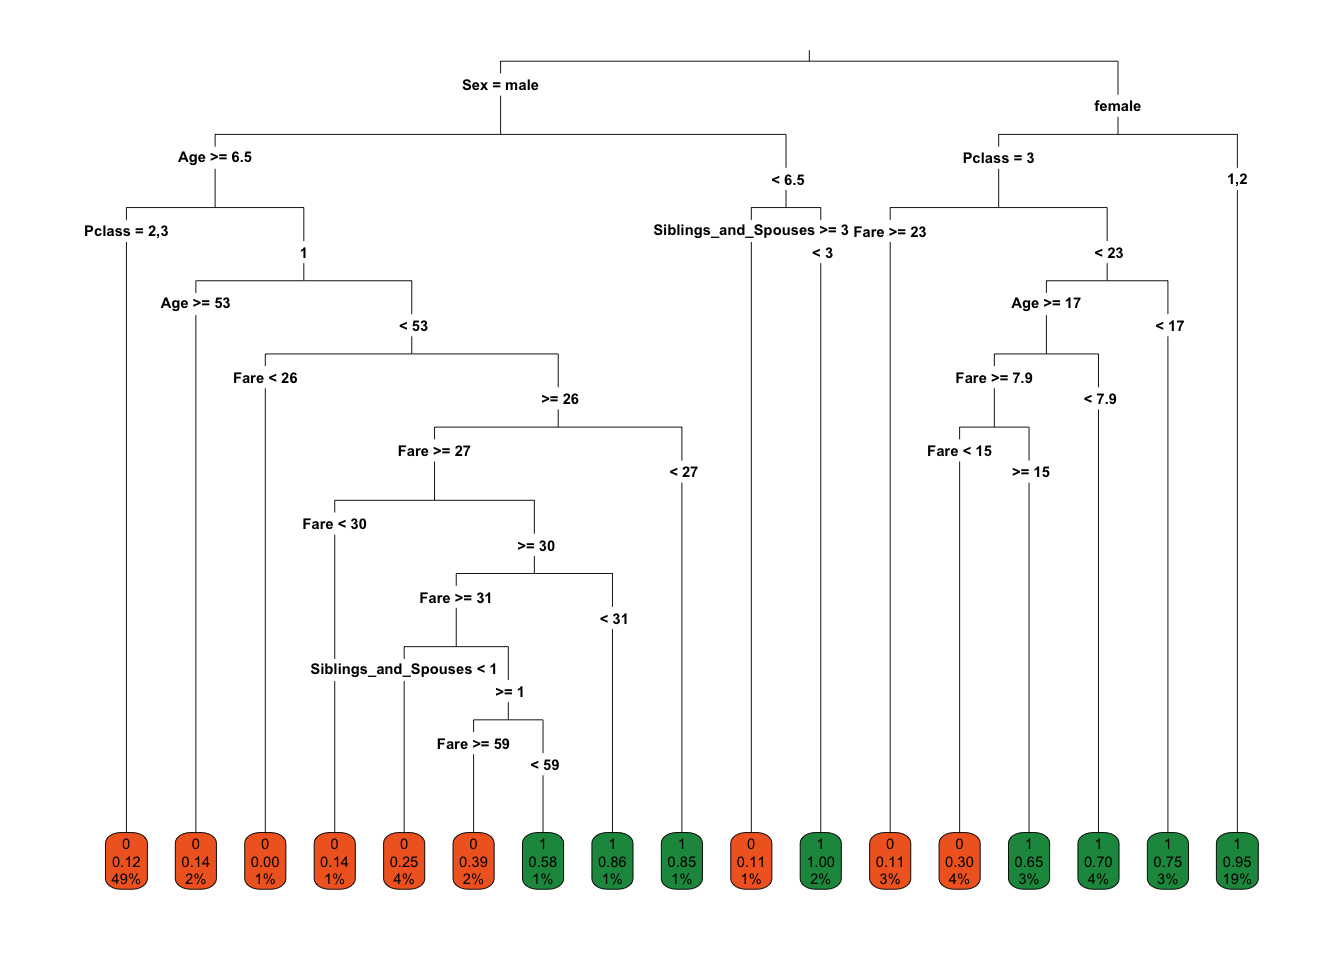 Sex = male
female
Age >= 6.5
Pclass = 3
< 6.5
1,2
Pclass = 2,3
Siblings_and_Spouses >= 3
Fare >= 23
1
< 3
< 23
Age >= 53
Age >= 17
< 53
< 17
Fare < 26
Fare >= 7.9
>= 26
< 7.9
Fare >= 27
Fare < 15
< 27
>= 15
Fare < 30
>= 30
Fare >= 31
< 31
Siblings_and_Spouses < 1
>= 1
Fare >= 59
< 59
0 0 0 0 0 0 1 1 1 0 1 0 0 1 1 1 1
0.12 0.14 0.00 0.14 0.25 0.39 0.58 0.86 0.85 0.11 1.00 0.11 0.30 0.65 0.70 0.75 0.95
49% 2% 1% 1% 4% 2% 1% 1% 1% 1% 2% 3% 4% 3% 4% 3% 19%